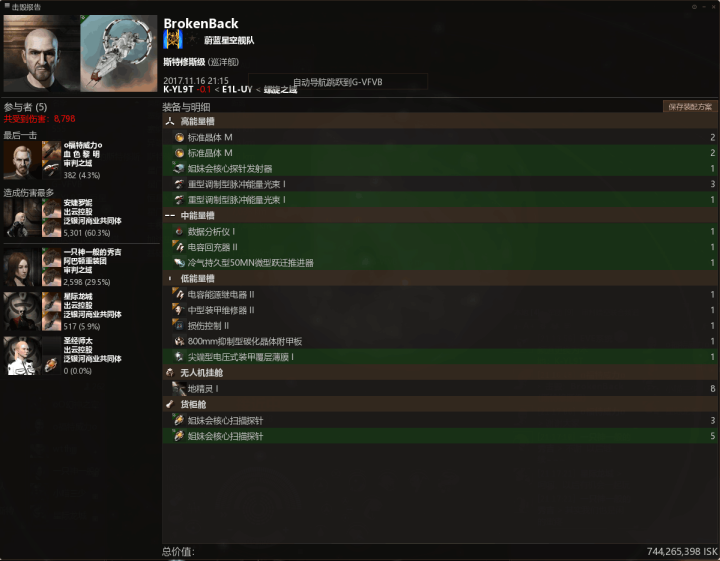 击毁报告
BrokenBack
蔚蓝星空舰队
斯特修斯级 (巡洋舰)
2017.11.16 21:15
自动导航跳跃到G-VFVB
K-YL9T -0.1 < E1L-UY < 螺旋之域
参与者 (5)
共受到伤害: 8,798
最后一击
o福特威力o
血 色 黎 明
审判之域
382 (4.3%)
造成伤害最多
安婕罗妮
出云控股
泛银河商业共同体
5,301 (60.3%)
一只神一般的秀吉
阿巴顿重装团
审判之域
2,598 (29.5%)
星际龙城
出云控股
泛银河商业共同体
517 (5.9%)
圣经师太
出云控股
泛银河商业共同体
0 (0.0%)
装备与明细
保存装配方案
高能量槽
标准晶体 M 2
标准晶体 M 2
姐妹会核心探针发射器 1
重型调制型脉冲能量光束 I 3
重型调制型脉冲能量光束 I 1
中能量槽
数据分析仪 I 1
电容回充器 II 1
冷气持久型50MN微型跃迁推进器 1
低能量槽
电容能源继电器 II 1
中型装甲维修器 II 1
损伤控制 II 1
800mm抑制型碳化晶体附甲板 1
尖端型电压式装甲覆层薄膜 I 1
无人机挂舱
地精灵 I 8
货柜舱
姐妹会核心扫描探针 3
姐妹会核心扫描探针 5
总价值: 744,265,398 ISK